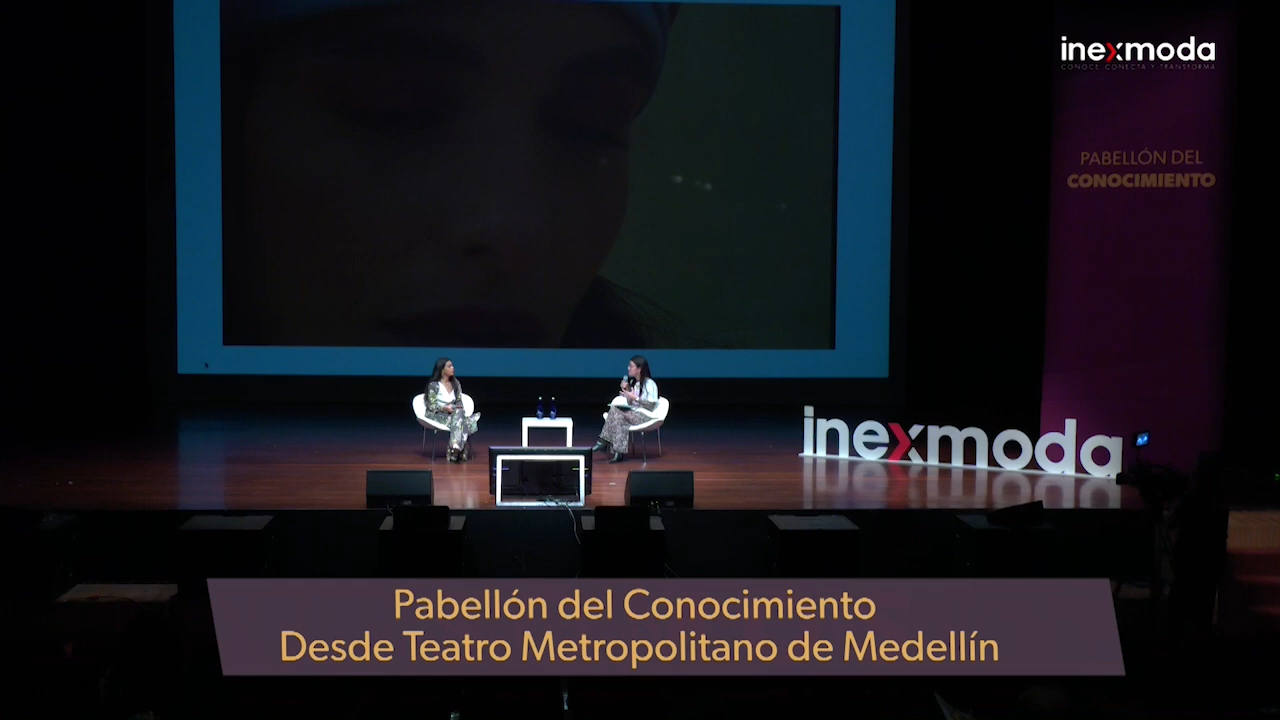 inexmoda
CONOCE, CONECTA Y TRANSFORMA
PABELLÓN DEL
CONOCIMIENTO
inexmoda
Pabellón del Conocimiento
Desde Teatro Metropolitano de Medellín